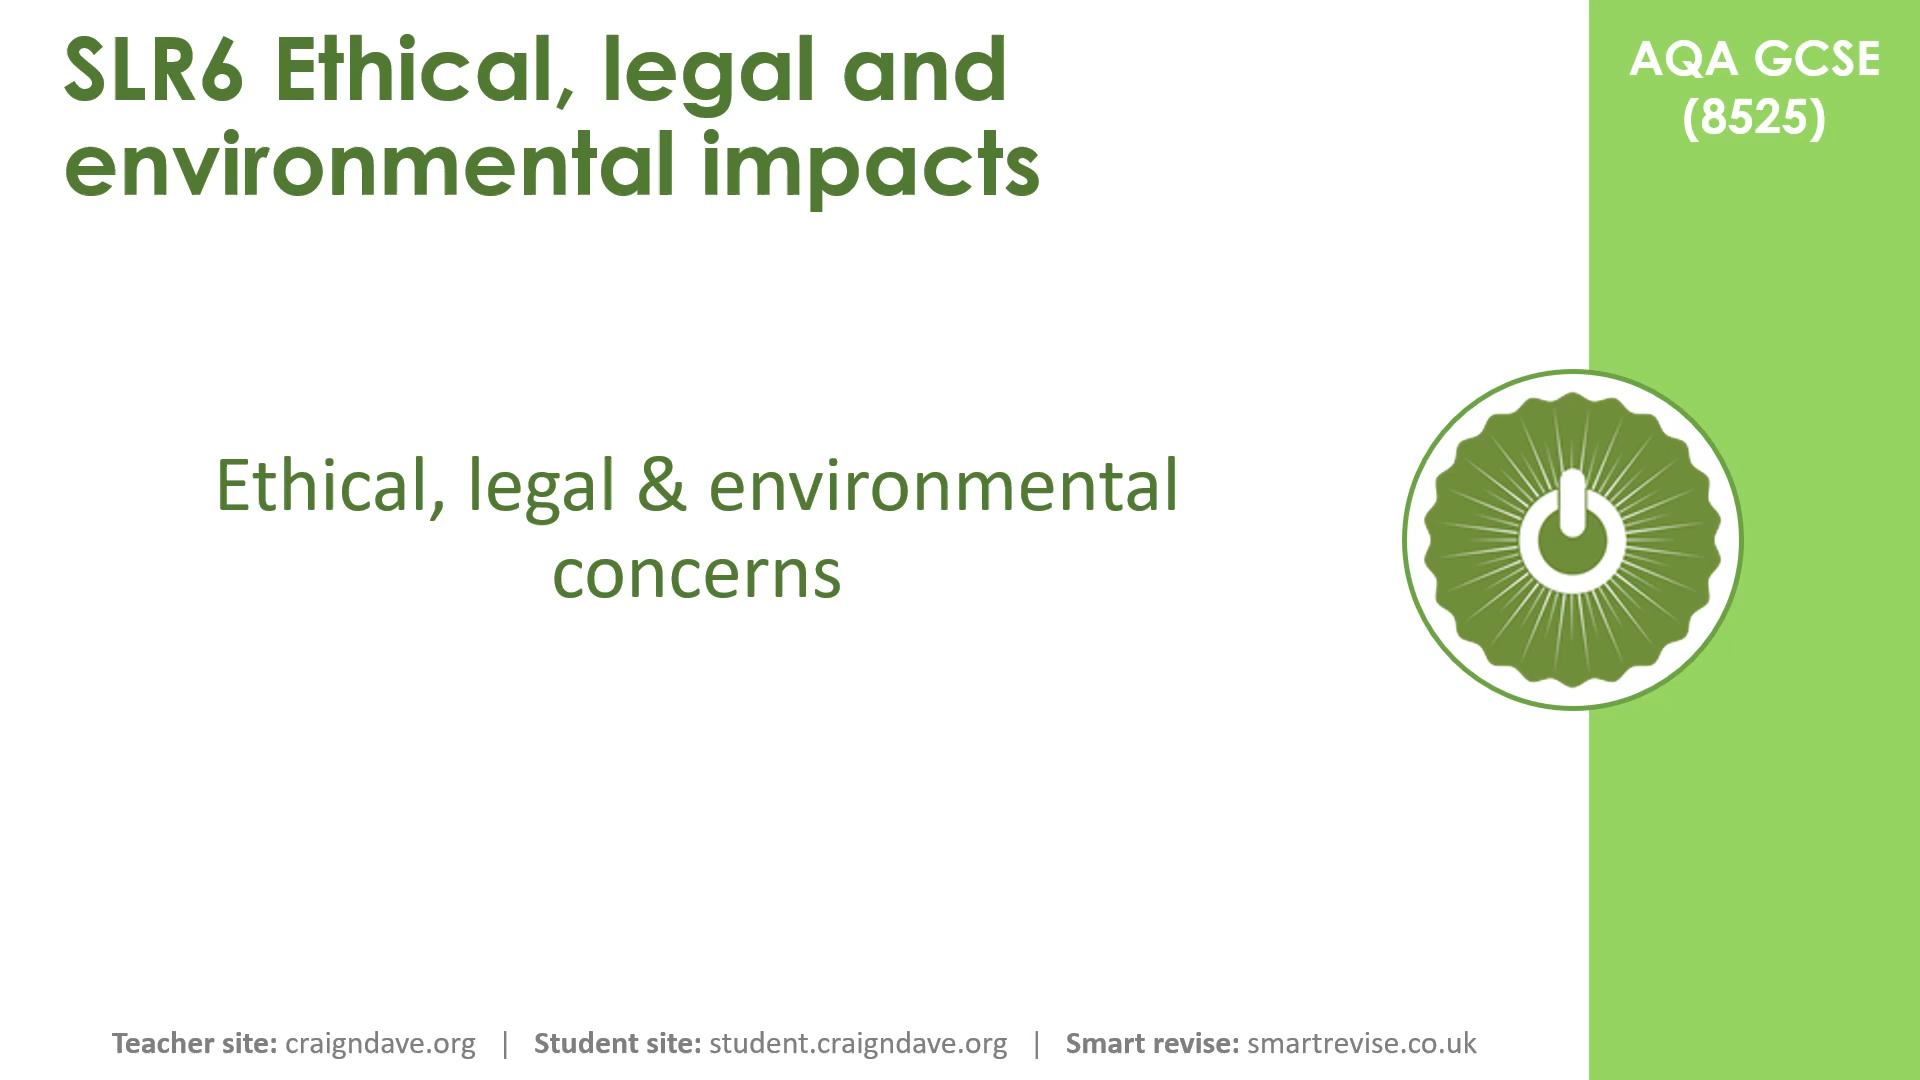 SLR6 Ethical, legal and
environmental impacts
AQA GCSE
(8525)
Ethical, legal & environmental
concerns
Teacher site: craigndave.org | Student site: student.craigndave.org | Smart revise: smartrevise.co.uk